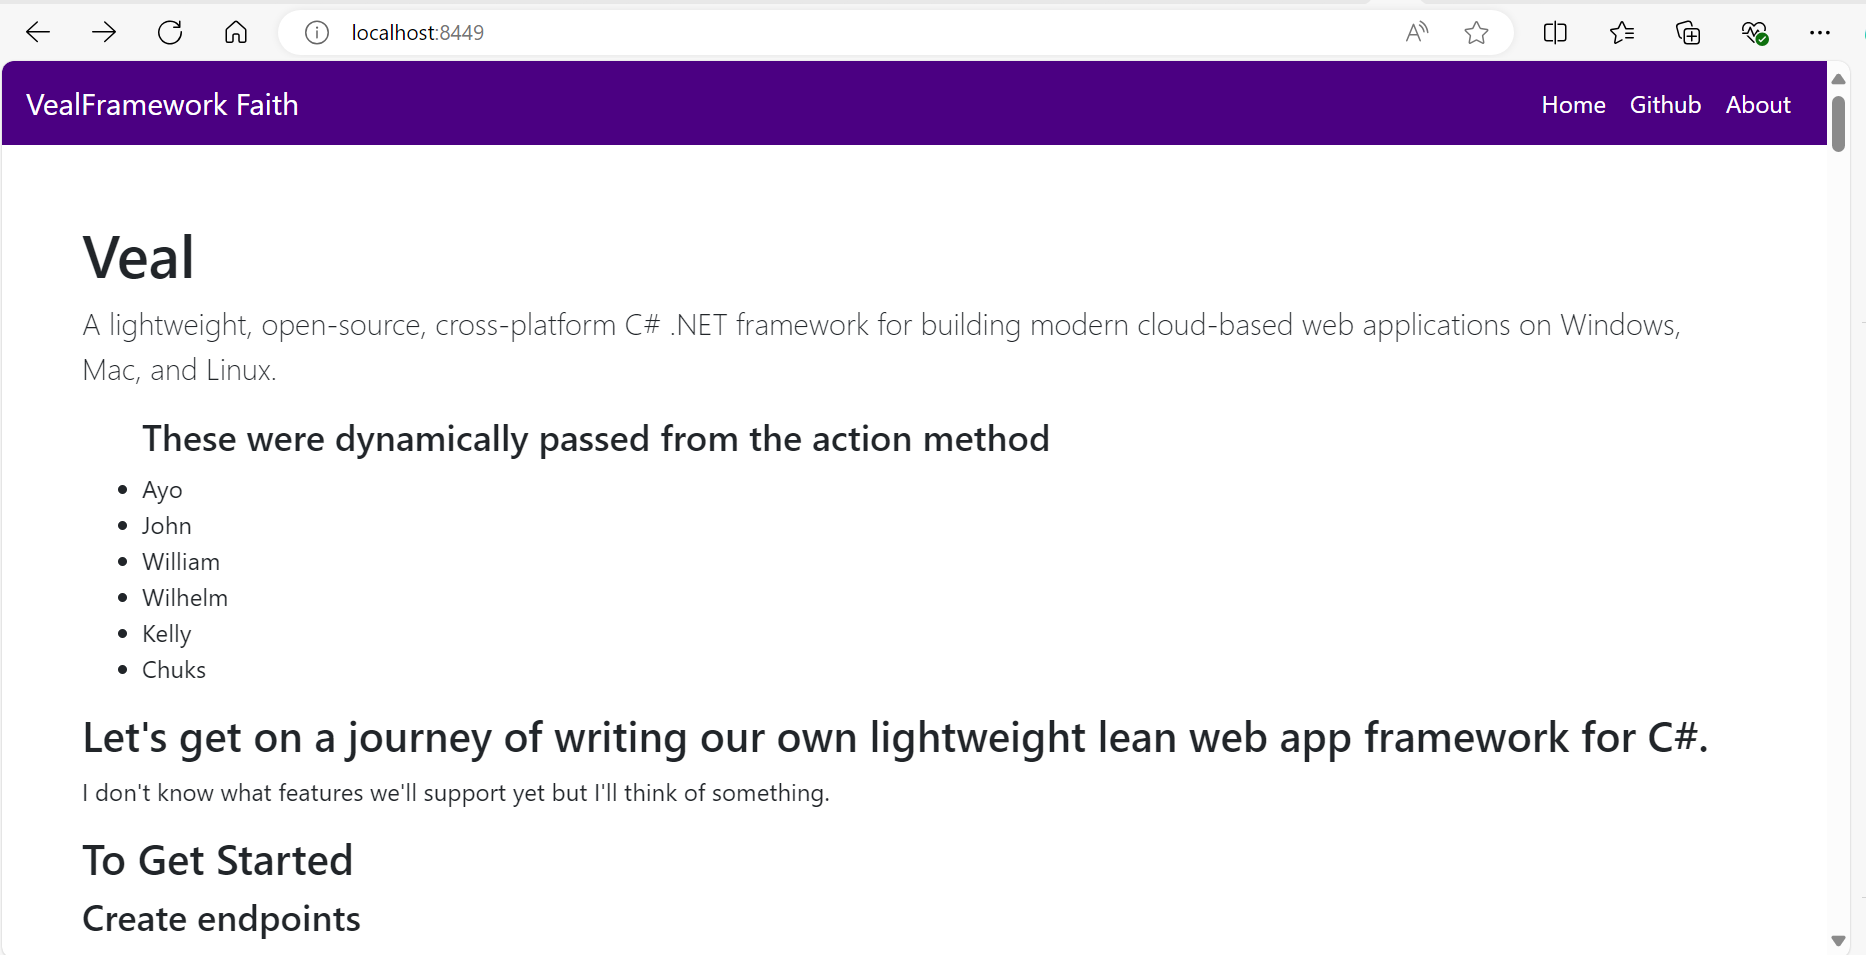 localhost:8449
VealFramework Faith
Home Github About
Veal
A lightweight, open-source, cross-platform C# .NET framework for building modern cloud-based web applications on Windows,
Mac, and Linux.
These were dynamically passed from the action method
Ayo
John
William
Wilhelm
Kelly
Chuks
Let's get on a journey of writing our own lightweight lean web app framework for C#.
I don't know what features we'll support yet but I'll think of something.
To Get Started
Create endpoints